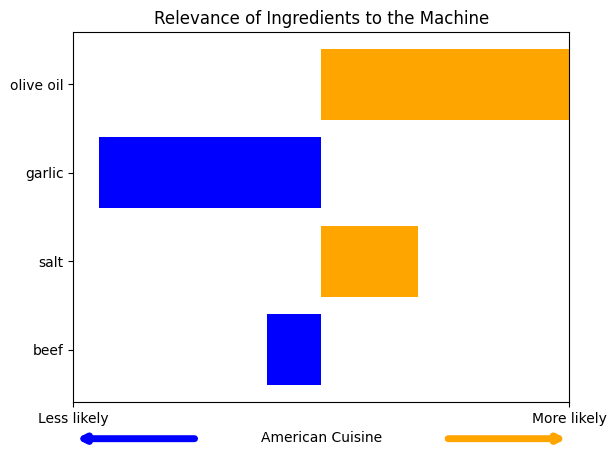 Relevance of Ingredients to the Machine
olive oil
garlic
salt
beef
Less likely
More likely
American Cuisine